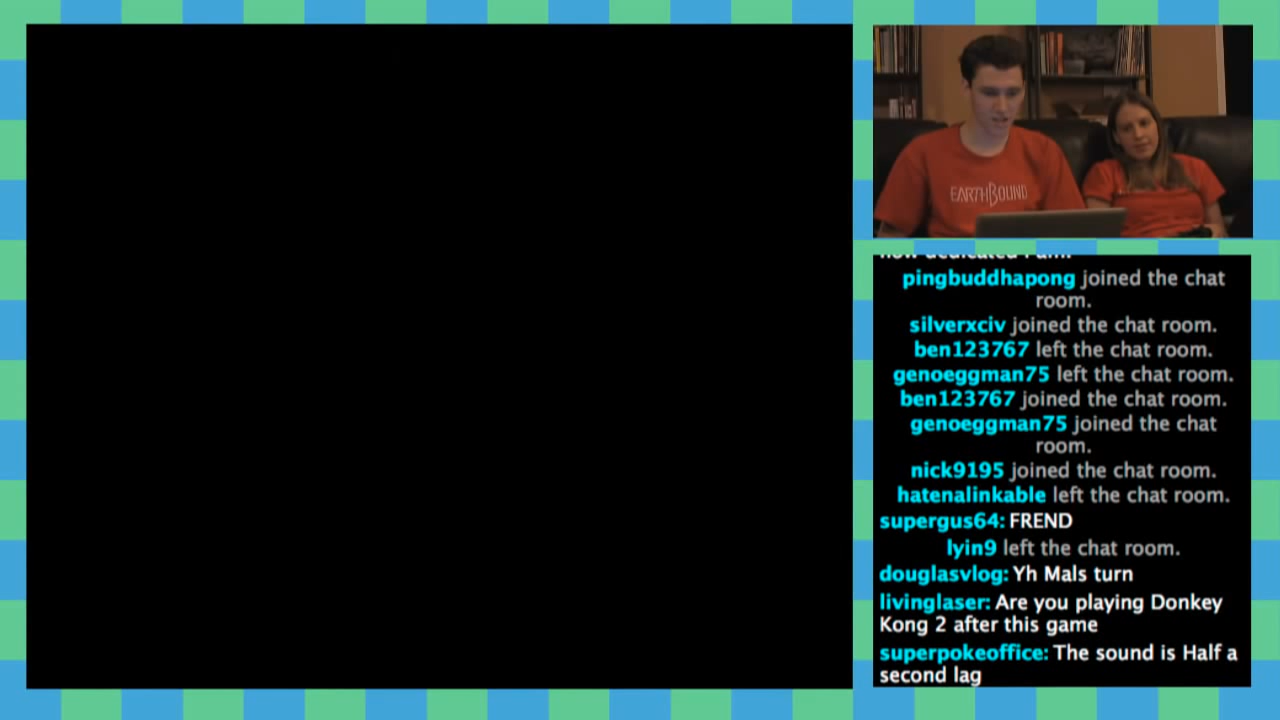 EARTHBOUND
now dedicated I am.
pingbuddhapong joined the chat
room.
silverxciv joined the chat room.
ben123767 left the chat room.
genoeggman75 left the chat room.
ben123767 joined the chat room.
genoeggman75 joined the chat
room.
nick9195 joined the chat room.
hatenalinkable left the chat room.
supergus64: FREND
lyin9 left the chat room.
douglasvlog: Yh Mals turn
livinglaser: Are you playing Donkey
Kong 2 after this game
superpokeoffice: The sound is Half a
second lag